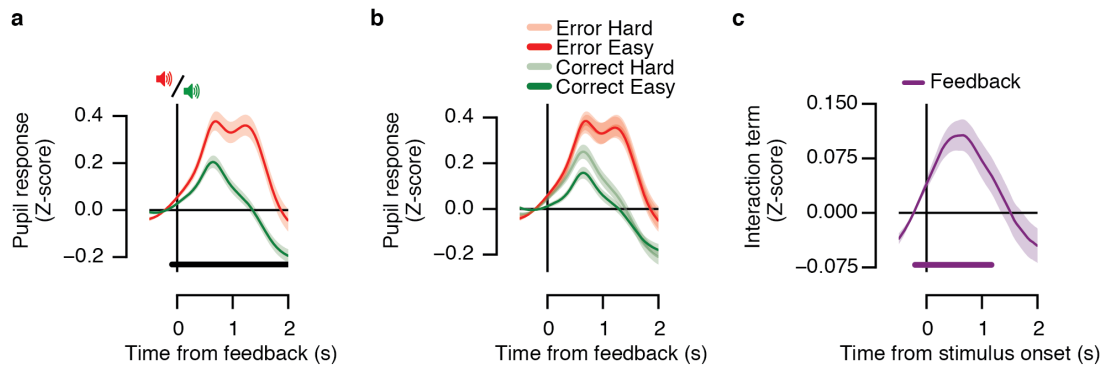 a
Pupil response
(Z-score)
0.4
0.2
0.0
−0.2
0
1
2
Time from feedback (s)
b
Error Hard
Error Easy
Correct Hard
Correct Easy
Pupil response
(Z-score)
0.4
0.2
0.0
−0.2
0
1
2
Time from feedback (s)
c
Feedback
Interaction term
(Z-score)
0.150
0.075
0.000
−0.075
0
1
2
Time from stimulus onset (s)